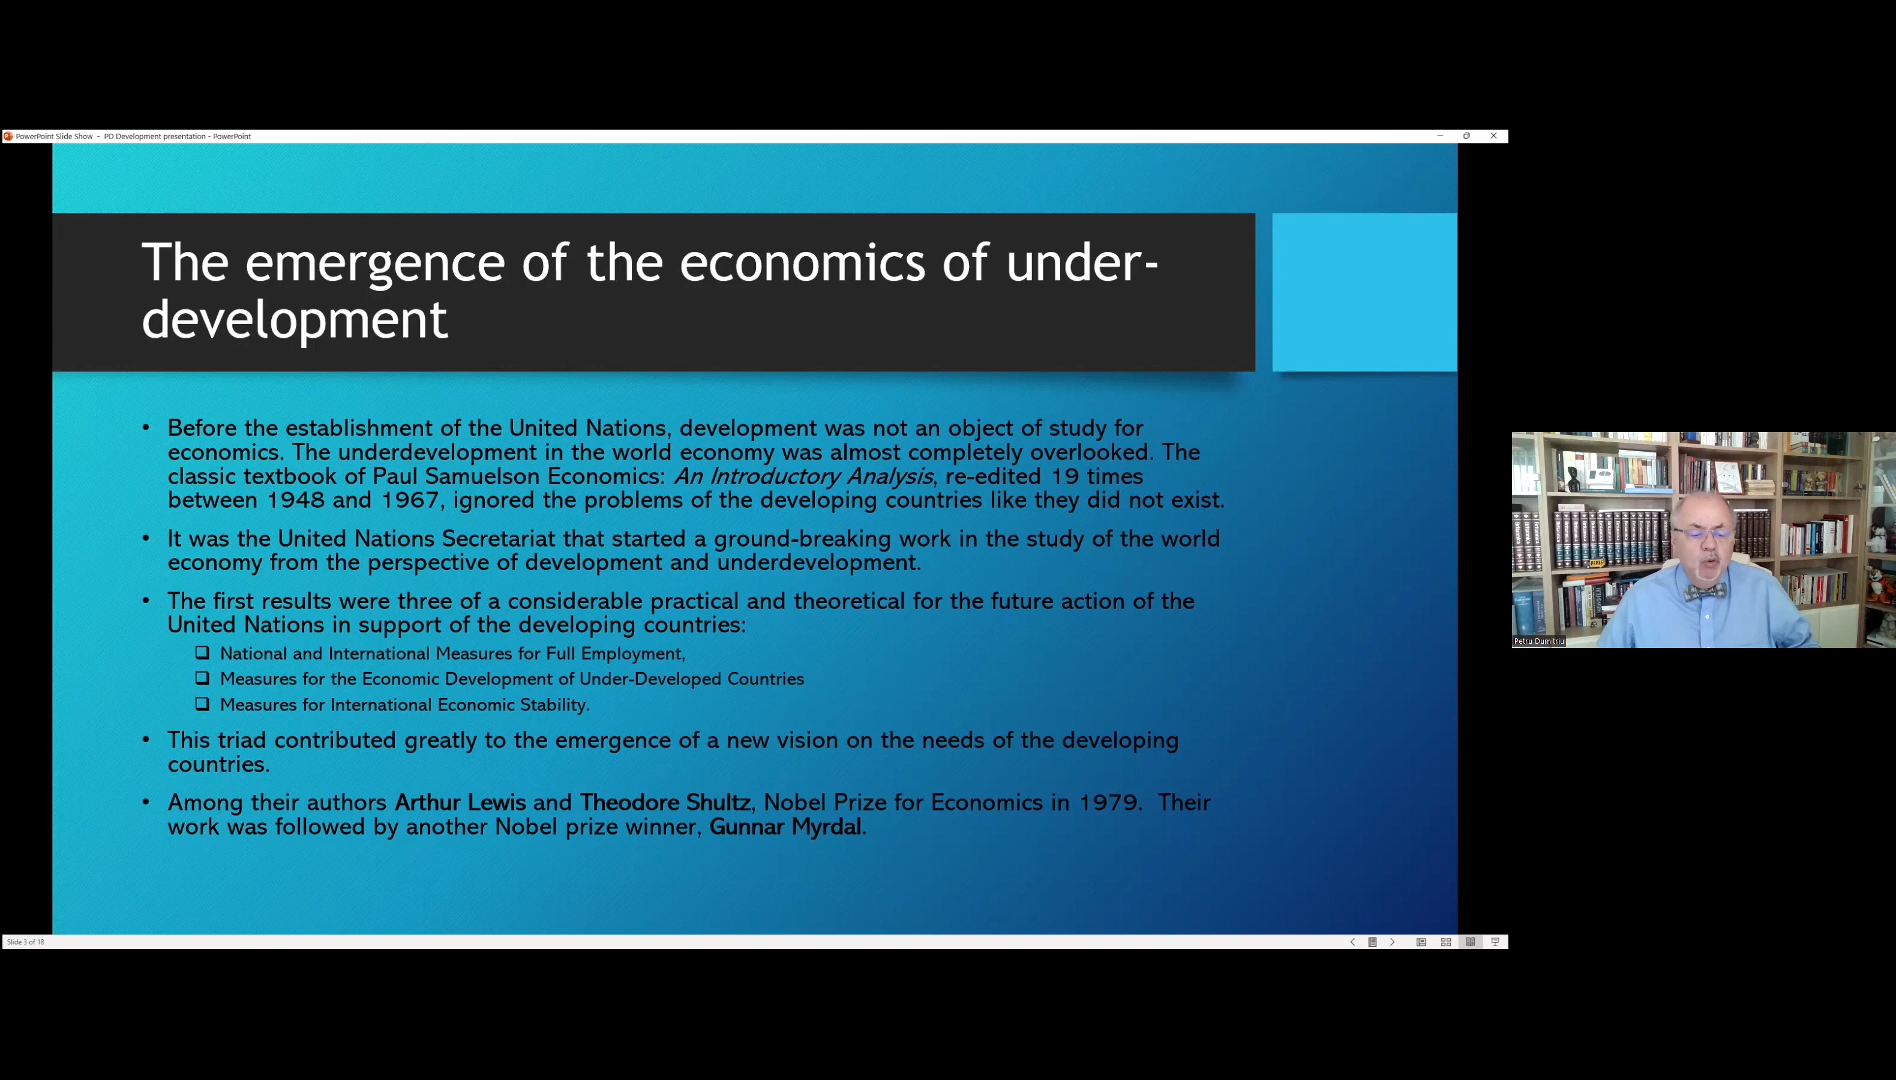 PowerPoint Slide Show - PD Development presentation - PowerPoint
The emergence of the economics of under-
development
• Before the establishment of the United Nations, development was not an object of study for
economics. The underdevelopment in the world economy was almost completely overlooked. The
classic textbook of Paul Samuelson Economics: An Introductory Analysis, re-edited 19 times
between 1948 and 1967, ignored the problems of the developing countries like they did not exist.
• It was the United Nations Secretariat that started a ground-breaking work in the study of the world
economy from the perspective of development and underdevelopment.
• The first results were three of a considerable practical and theoretical for the future action of the
United Nations in support of the developing countries:
❑ National and International Measures for Full Employment,
❑ Measures for the Economic Development of Under-Developed Countries
❑ Measures for International Economic Stability.
• This triad contributed greatly to the emergence of a new vision on the needs of the developing
countries.
• Among their authors Arthur Lewis and Theodore Shultz, Nobel Prize for Economics in 1979. Their
work was followed by another Nobel prize winner, Gunnar Myrdal.
Petru Dumitriu
Slide 3 of 18